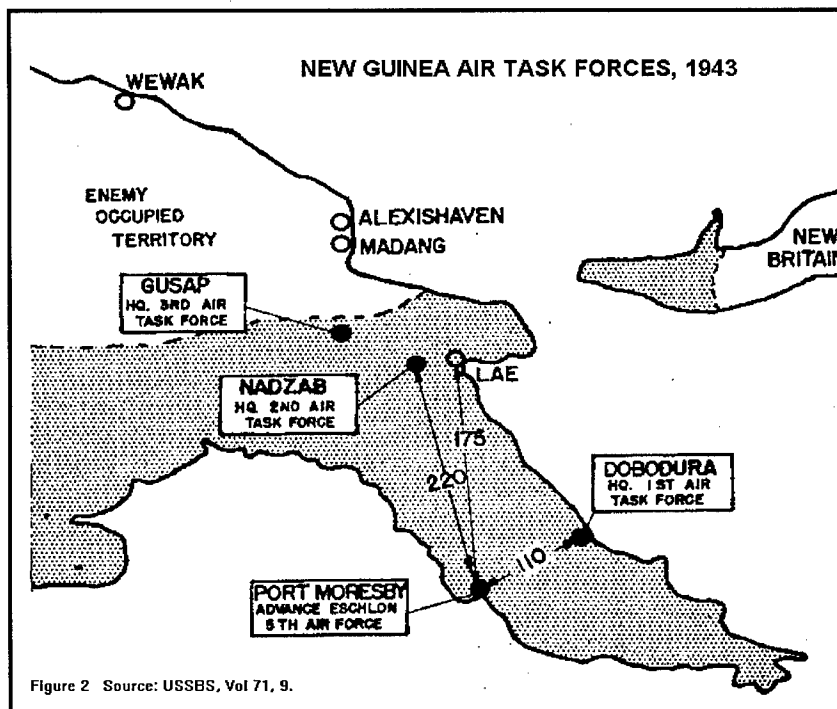 NEW GUINEA AIR TASK FORCES, 1943
WEWAK
ENEMY
OCCUPIED
TERRITORY
ALEXISHAVEN
MADANG
NEW
BRITAIN
GUSAP
HQ. 3RD AIR
TASK FORCE
NADZAB
HQ 2ND AIR
TASK FORCE
LAE
175
220
DOBODURA
HQ. 1ST AIR
TASK FORCE
110
PORT MORESBY
ADVANCE ESCHLON
5TH AIR FORCE
Figure 2 Source: USSBS, Vol 71, 9.